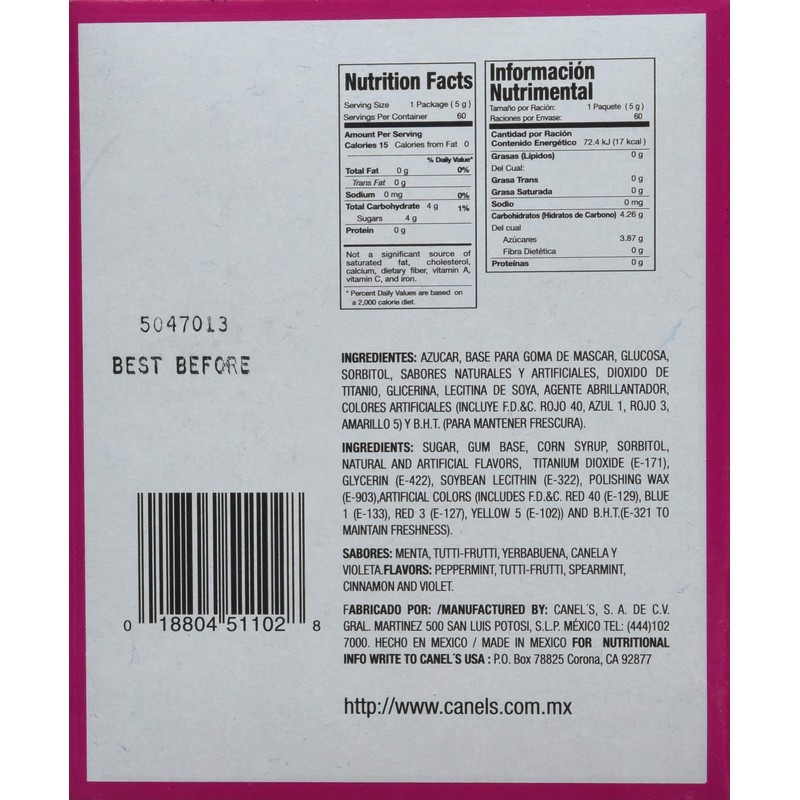 Nutrition Facts
Serving Size 1 Package ( 5 g )
Servings Per Container 60
Amount Per Serving
Calories 15 Calories from Fat 0
% Daily Value*
Total Fat 0 g 0%
Trans Fat 0 g
Sodium 0 mg 0%
Total Carbohydrate 4 g 1%
Sugars 4 g
Protein 0 g
Not a significant source of
saturated fat, cholesterol,
calcium, dietary fiber, vitamin A,
vitamin C, and iron.
* Percent Daily Values are based on
a 2,000 calorie diet.
Información
Nutrimental
Tamaño por Ración: 1 Paquete ( 5 g )
Raciones por Envase: 60
Cantidad por Ración
Contenido Energético 72.4 kJ (17 kcal )
Grasas (Lípidos) 0 g
Del Cual:
Grasa Trans 0 g
Grasa Saturada 0 g
Sodio 0 mg
Carbohidratos (Hidratos de Carbono) 4.26 g
Del cual
Azúcares 3.87 g
Fibra Dietética 0 g
Proteínas 0 g
5047013
BEST BEFORE
INGREDIENTES: AZUCAR, BASE PARA GOMA DE MASCAR, GLUCOSA,
SORBITOL, SABORES NATURALES Y ARTIFICIALES, DIOXIDO DE
TITANIO, GLICERINA, LECITINA DE SOYA, AGENTE ABRILLANTADOR,
COLORES ARTIFICIALES (INCLUYE F.D.&C. ROJO 40, AZUL 1, ROJO 3,
AMARILLO 5) Y B.H.T. (PARA MANTENER FRESCURA).
INGREDIENTS: SUGAR, GUM BASE, CORN SYRUP, SORBITOL,
NATURAL AND ARTIFICIAL FLAVORS, TITANIUM DIOXIDE (E-171),
GLYCERIN (E-422), SOYBEAN LECITHIN (E-322), POLISHING WAX
(E-903),ARTIFICIAL COLORS (INCLUDES F.D.&C. RED 40 (E-129), BLUE
1 (E-133), RED 3 (E-127), YELLOW 5 (E-102)) AND B.H.T.(E-321 TO
MAINTAIN FRESHNESS).
SABORES: MENTA, TUTTI-FRUTTI, YERBABUENA, CANELA Y
VIOLETA.FLAVORS: PEPPERMINT, TUTTI-FRUTTI, SPEARMINT,
CINNAMON AND VIOLET.
FABRICADO POR: /MANUFACTURED BY: CANEL´S, S. A. DE C.V.
GRAL. MARTINEZ 500 SAN LUIS POTOSI, S.L.P. MÉXICO TEL: (444)102
7000. HECHO EN MEXICO / MADE IN MEXICO FOR NUTRITIONAL
INFO WRITE TO CANEL´S USA : P.O. Box 78825 Corona, CA 92877
0 18804 51102 8
http://www.canels.com.mx